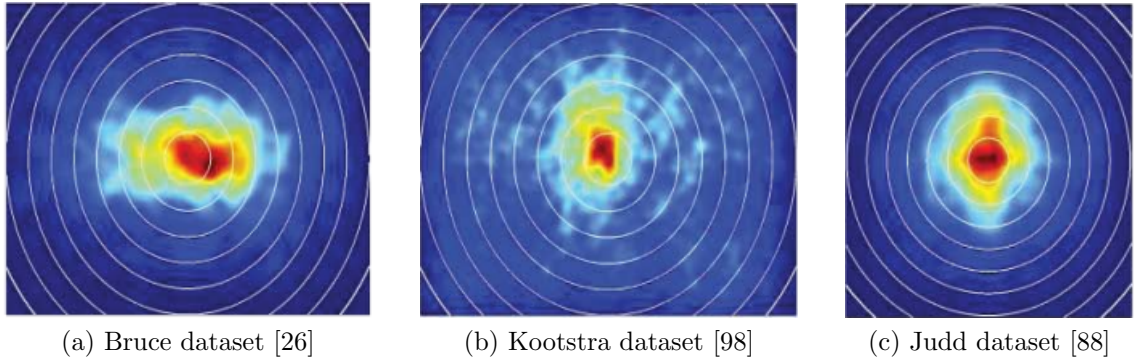 (a) Bruce dataset [26]
(b) Kootstra dataset [98]
(c) Judd dataset [88]